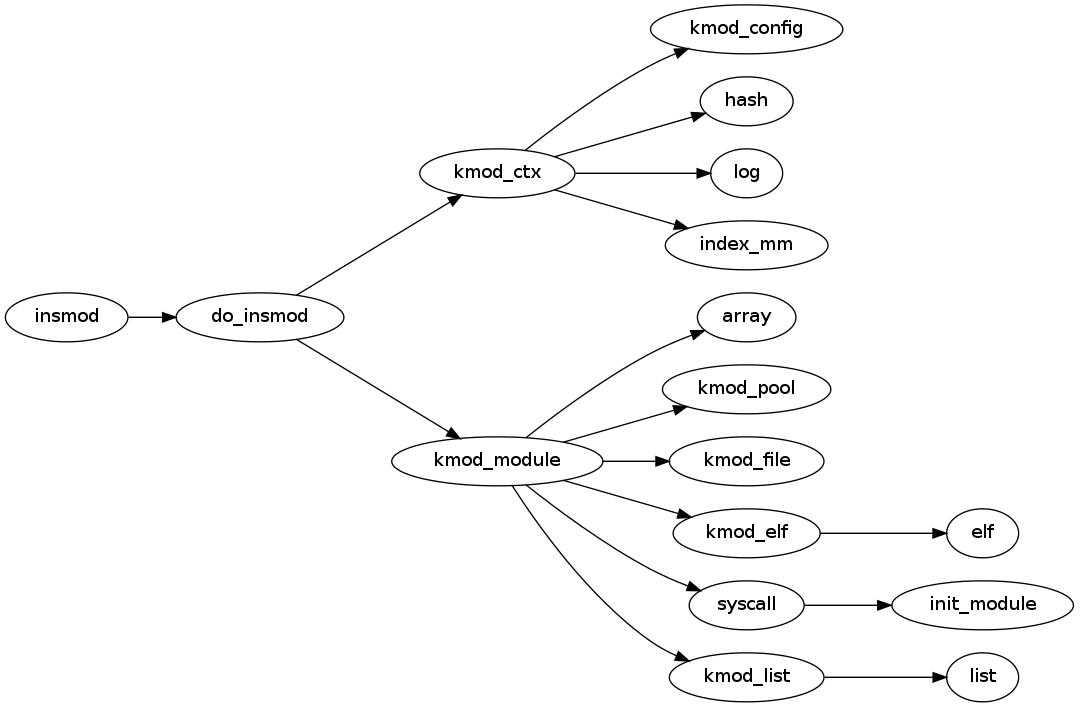 kmod_config
hash
kmod_ctx
log
index_mm
insmod
do_insmod
array
kmod_pool
kmod_module
kmod_file
kmod_elf
elf
syscall
init_module
kmod_list
list